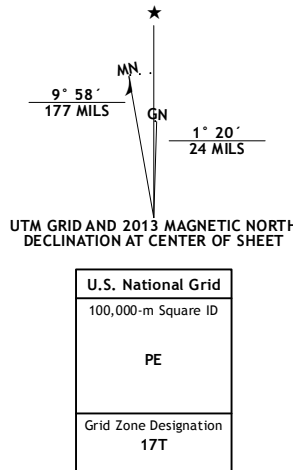 ★
MN
9° 58´
177 MILS
GN
1° 20´
24 MILS
UTM GRID AND 2013 MAGNETIC NORTH
DECLINATION AT CENTER OF SHEET
U.S. National Grid
100,000-m Square ID
PE
Grid Zone Designation
17T